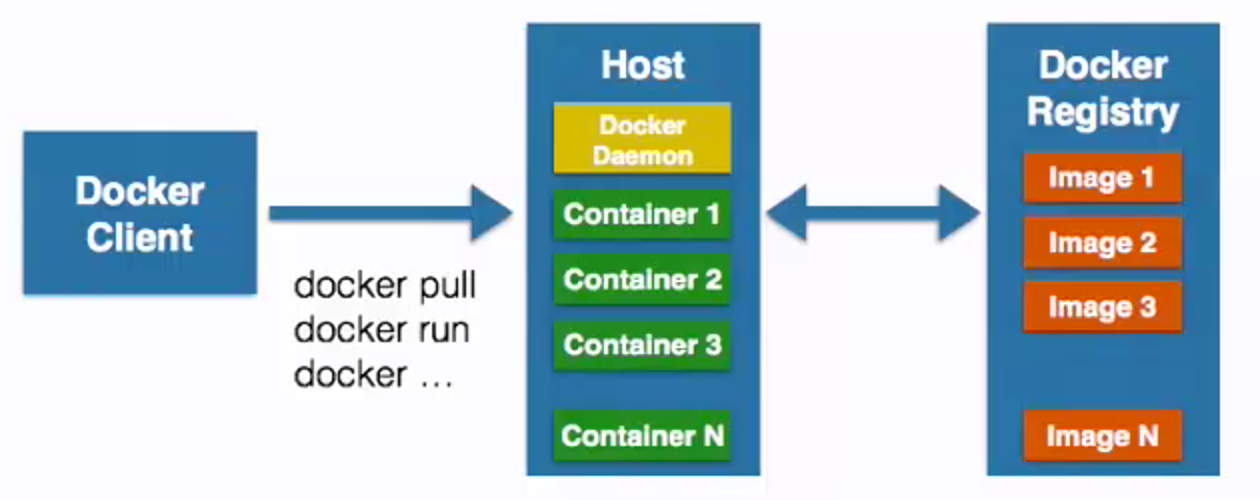 Docker
Client
docker pull
docker run
docker ...
Host
Docker
Daemon
Container 1
Container 2
Container 3
Container N
Docker
Registry
Image 1
Image 2
Image 3
Image N